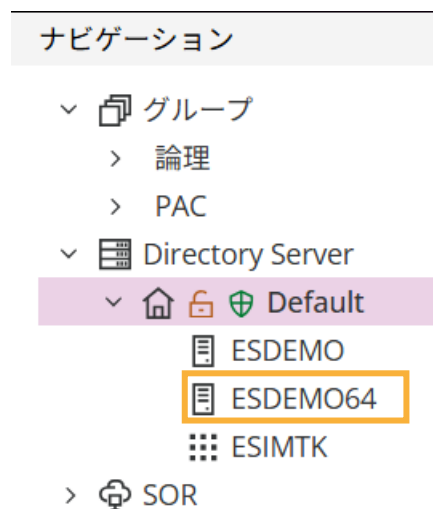 ナビゲーション
グループ
論理
PAC
Directory Server
Default
ESDEMO
ESDEMO64
ESIMTK
SOR